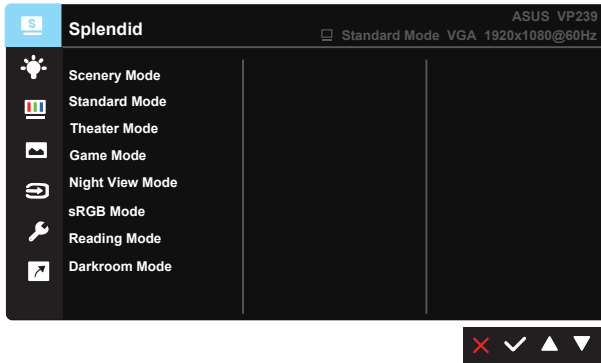 S
Splendid
ASUS VP239
Standard Mode VGA 1920x1080@60Hz
Scenery Mode
Standard Mode
Theater Mode
Game Mode
Night View Mode
sRGB Mode
Reading Mode
Darkroom Mode